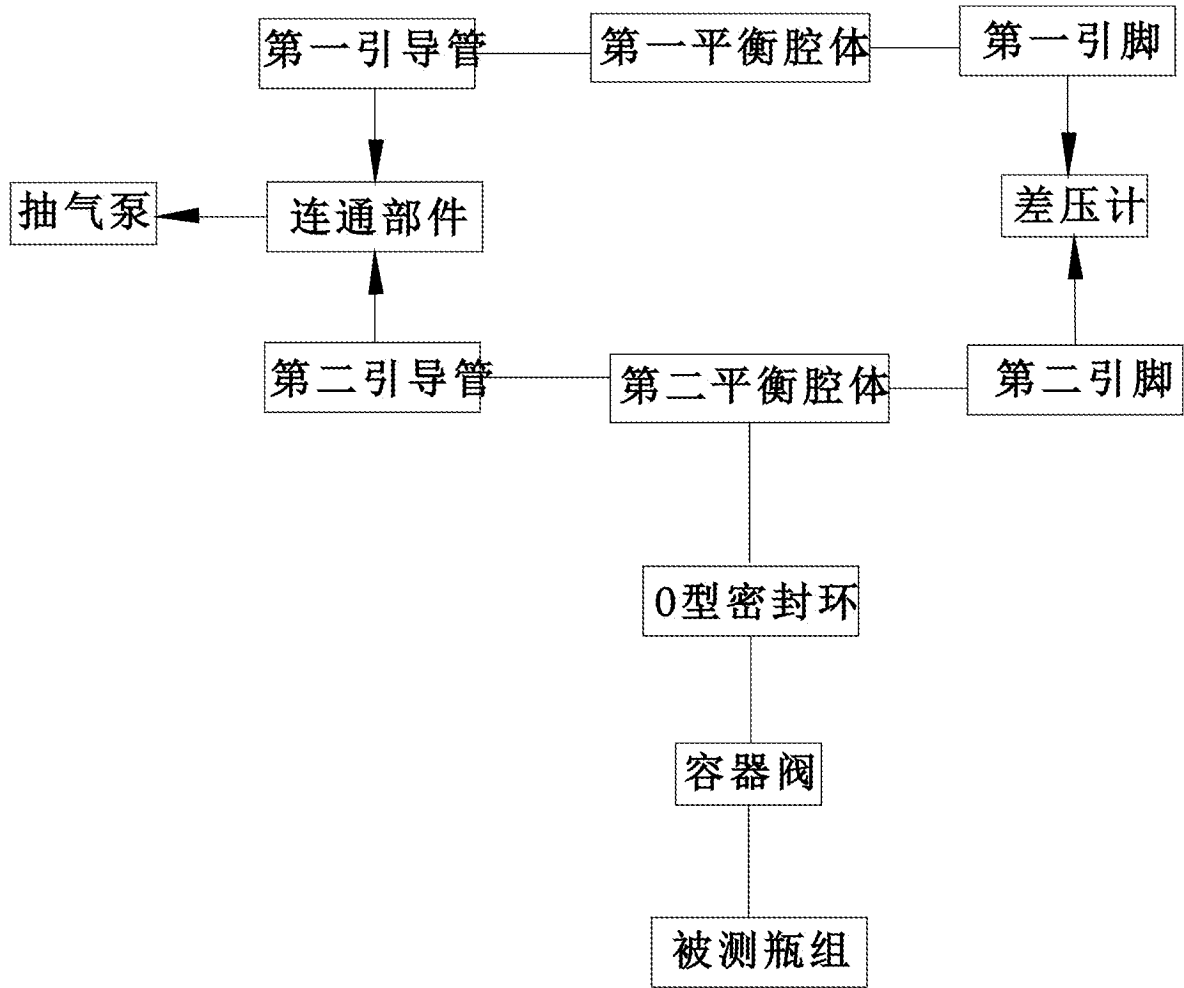 第一引导管
第一平衡腔体
第一引脚
抽气泵
连通部件
差压计
第二引导管
第二平衡腔体
第二引脚
O型密封环
容器阀
被测瓶组